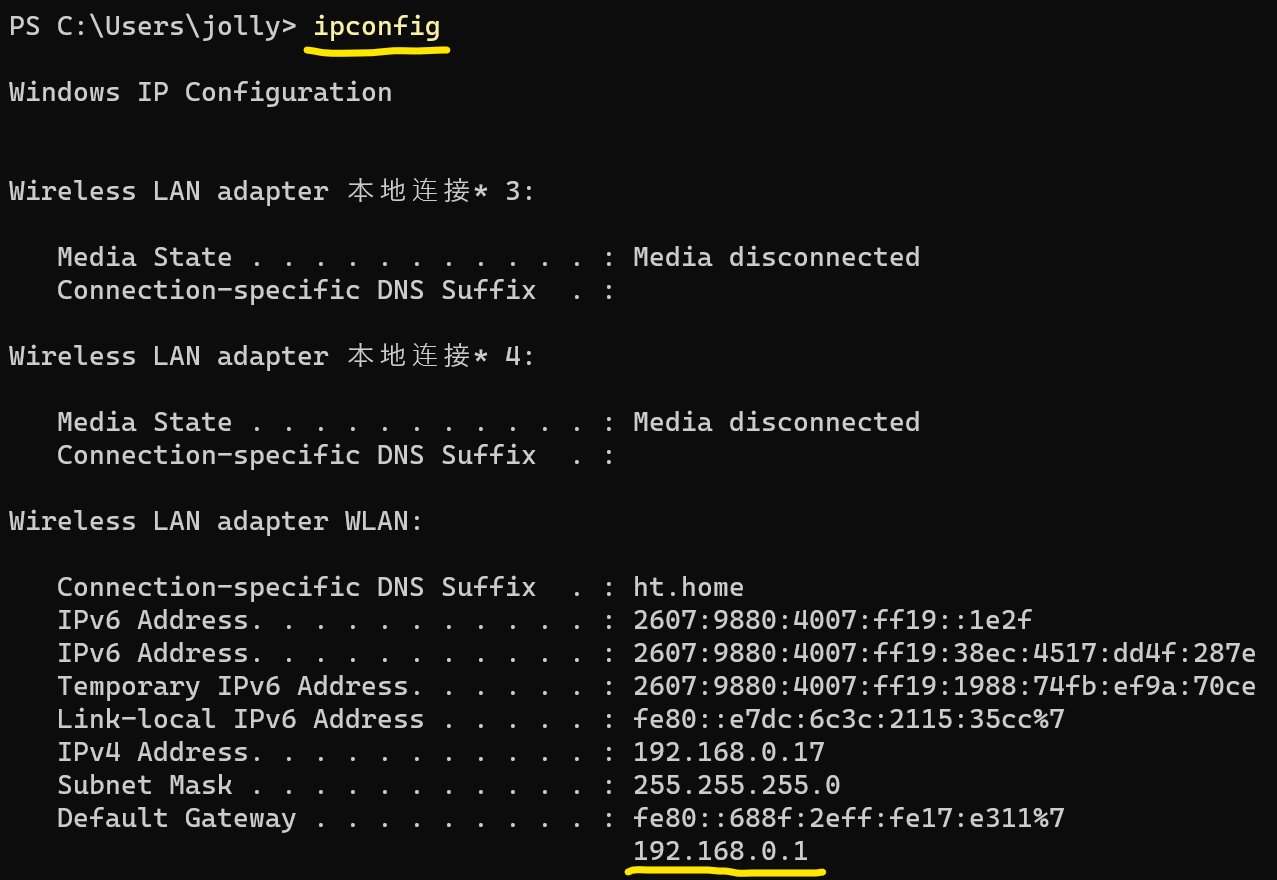 PS C:\Users\jolly> ipconfig
Windows IP Configuration
Wireless LAN adapter 本地连接* 3:
Media State . . . . . . . . . . . : Media disconnected
Connection-specific DNS Suffix  . :
Wireless LAN adapter 本地连接* 4:
Media State . . . . . . . . . . . : Media disconnected
Connection-specific DNS Suffix  . :
Wireless LAN adapter WLAN:
Connection-specific DNS Suffix  . : ht.home
IPv6 Address. . . . . . . . . . . : 2607:9880:4007:ff19::1e2f
IPv6 Address. . . . . . . . . . . : 2607:9880:4007:ff19:38ec:4517:dd4f:287e
Temporary IPv6 Address. . . . . . : 2607:9880:4007:ff19:1988:74fb:ef9a:70ce
Link-local IPv6 Address . . . . . : fe80::e7dc:6c3c:2115:35cc%7
IPv4 Address. . . . . . . . . . . : 192.168.0.17
Subnet Mask . . . . . . . . . . . : 255.255.255.0
Default Gateway . . . . . . . . . : fe80::688f:2eff:fe17:e311%7
192.168.0.1